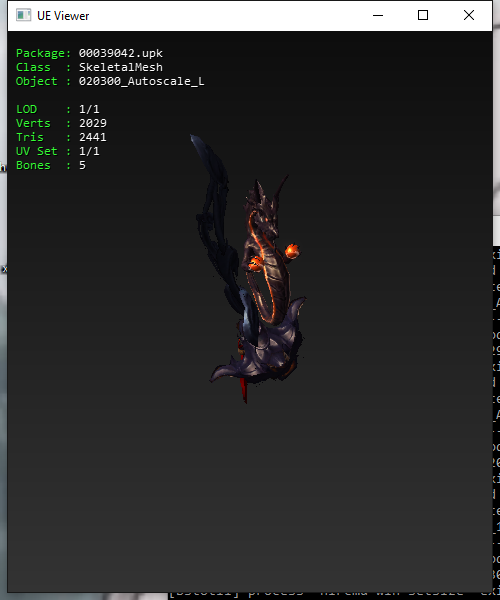 UE Viewer
Package: 00039042.upk
Class : SkeletalMesh
Object : 020300_Autoscale_L
LOD : 1/1
Verts : 2029
Tris : 2441
UV Set : 1/1
Bones : 5